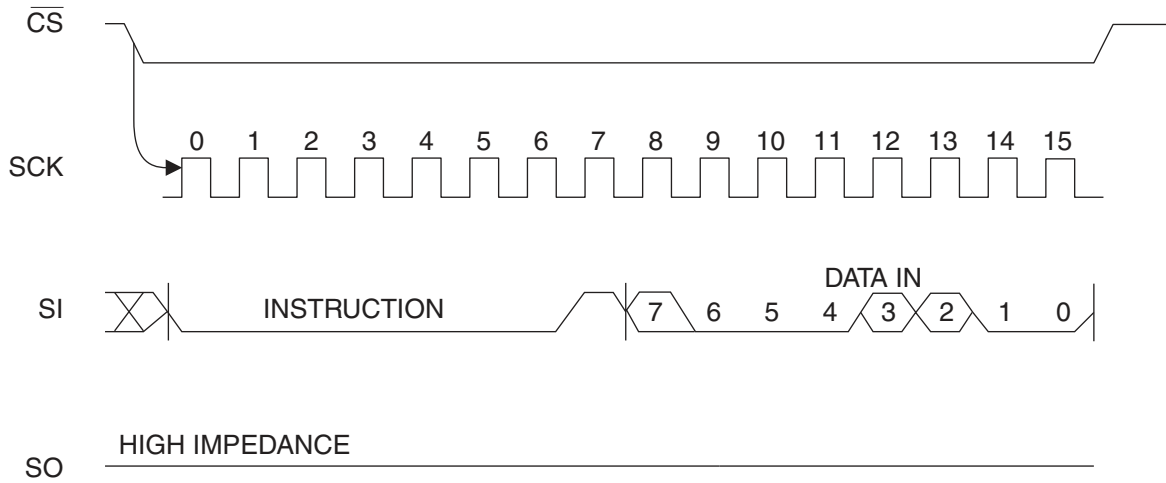 CS
0 1 2 3 4 5 6 7 8 9 10 11 12 13 14 15
SCK
DATA IN
SI INSTRUCTION 7 6 5 4 3 2 1 0
HIGH IMPEDANCE
SO